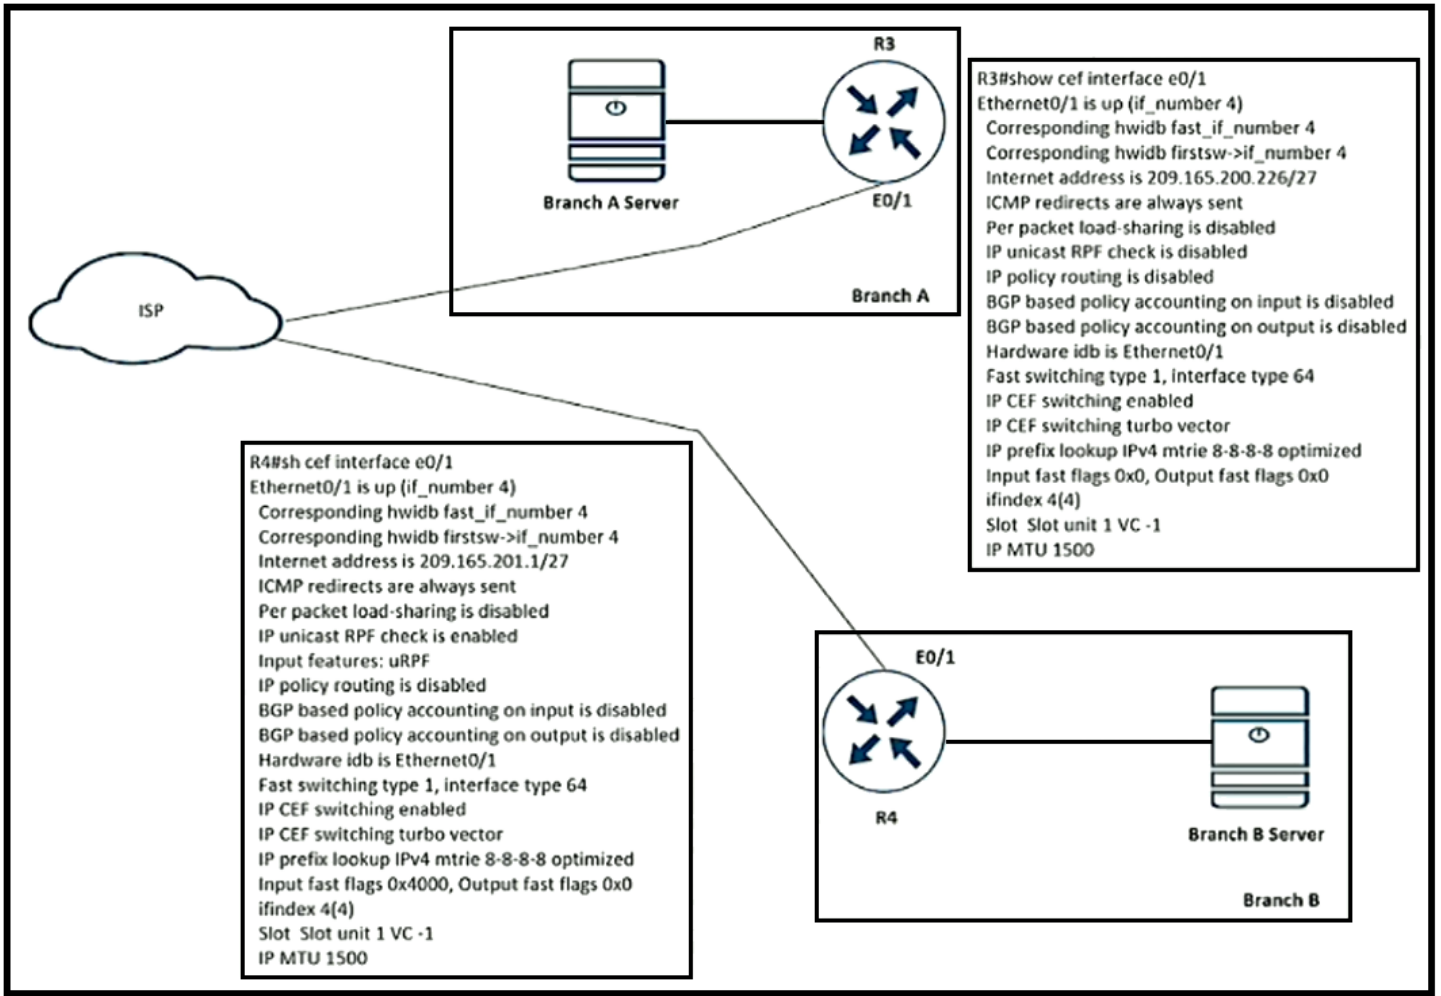 R3
Branch A Server
E0/1
Branch A
R3#show cef interface e0/1
Ethernet0/1 is up (if_number 4)
Corresponding hwidb fast_if_number 4
Corresponding hwidb firstsw->if_number 4
Internet address is 209.165.200.226/27
ICMP redirects are always sent
Per packet load-sharing is disabled
IP unicast RPF check is disabled
IP policy routing is disabled
BGP based policy accounting on input is disabled
BGP based policy accounting on output is disabled
Hardware idb is Ethernet0/1
Fast switching type 1, interface type 64
IP CEF switching enabled
IP CEF switching turbo vector
IP prefix lookup IPv4 mtrie 8-8-8-8 optimized
Input fast flags 0x0, Output fast flags 0x0
ifindex 4(4)
Slot  Slot unit 1 VC -1
IP MTU 1500
ISP
R4#sh cef interface e0/1
Ethernet0/1 is up (if_number 4)
Corresponding hwidb fast_if_number 4
Corresponding hwidb firstsw->if_number 4
Internet address is 209.165.201.1/27
ICMP redirects are always sent
Per packet load-sharing is disabled
IP unicast RPF check is enabled
Input features: uRPF
IP policy routing is disabled
BGP based policy accounting on input is disabled
BGP based policy accounting on output is disabled
Hardware idb is Ethernet0/1
Fast switching type 1, interface type 64
IP CEF switching enabled
IP CEF switching turbo vector
IP prefix lookup IPv4 mtrie 8-8-8-8 optimized
Input fast flags 0x4000, Output fast flags 0x0
ifindex 4(4)
Slot  Slot unit 1 VC -1
IP MTU 1500
E0/1
R4
Branch B Server
Branch B